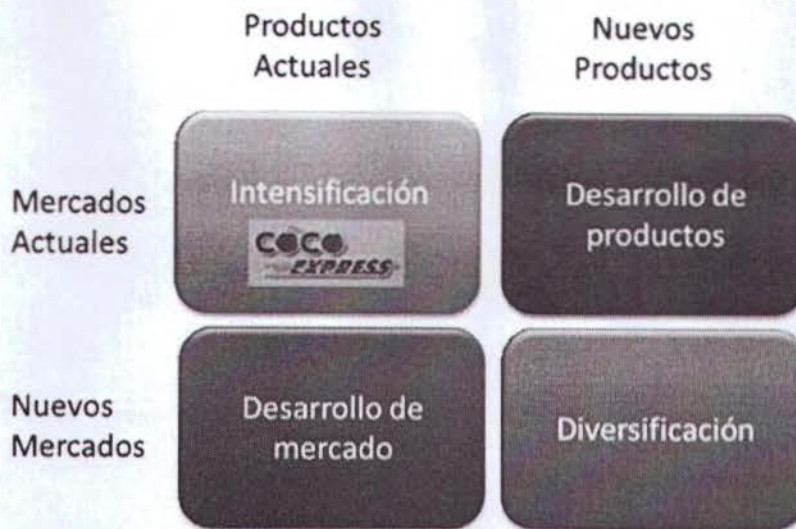 Productos
Actuales
Nuevos
Productos
Mercados
Actuales
Intensificación
COCO
EXPRESS
Desarrollo de
productos
Nuevos
Mercados
Desarrollo de
mercado
Diversificación